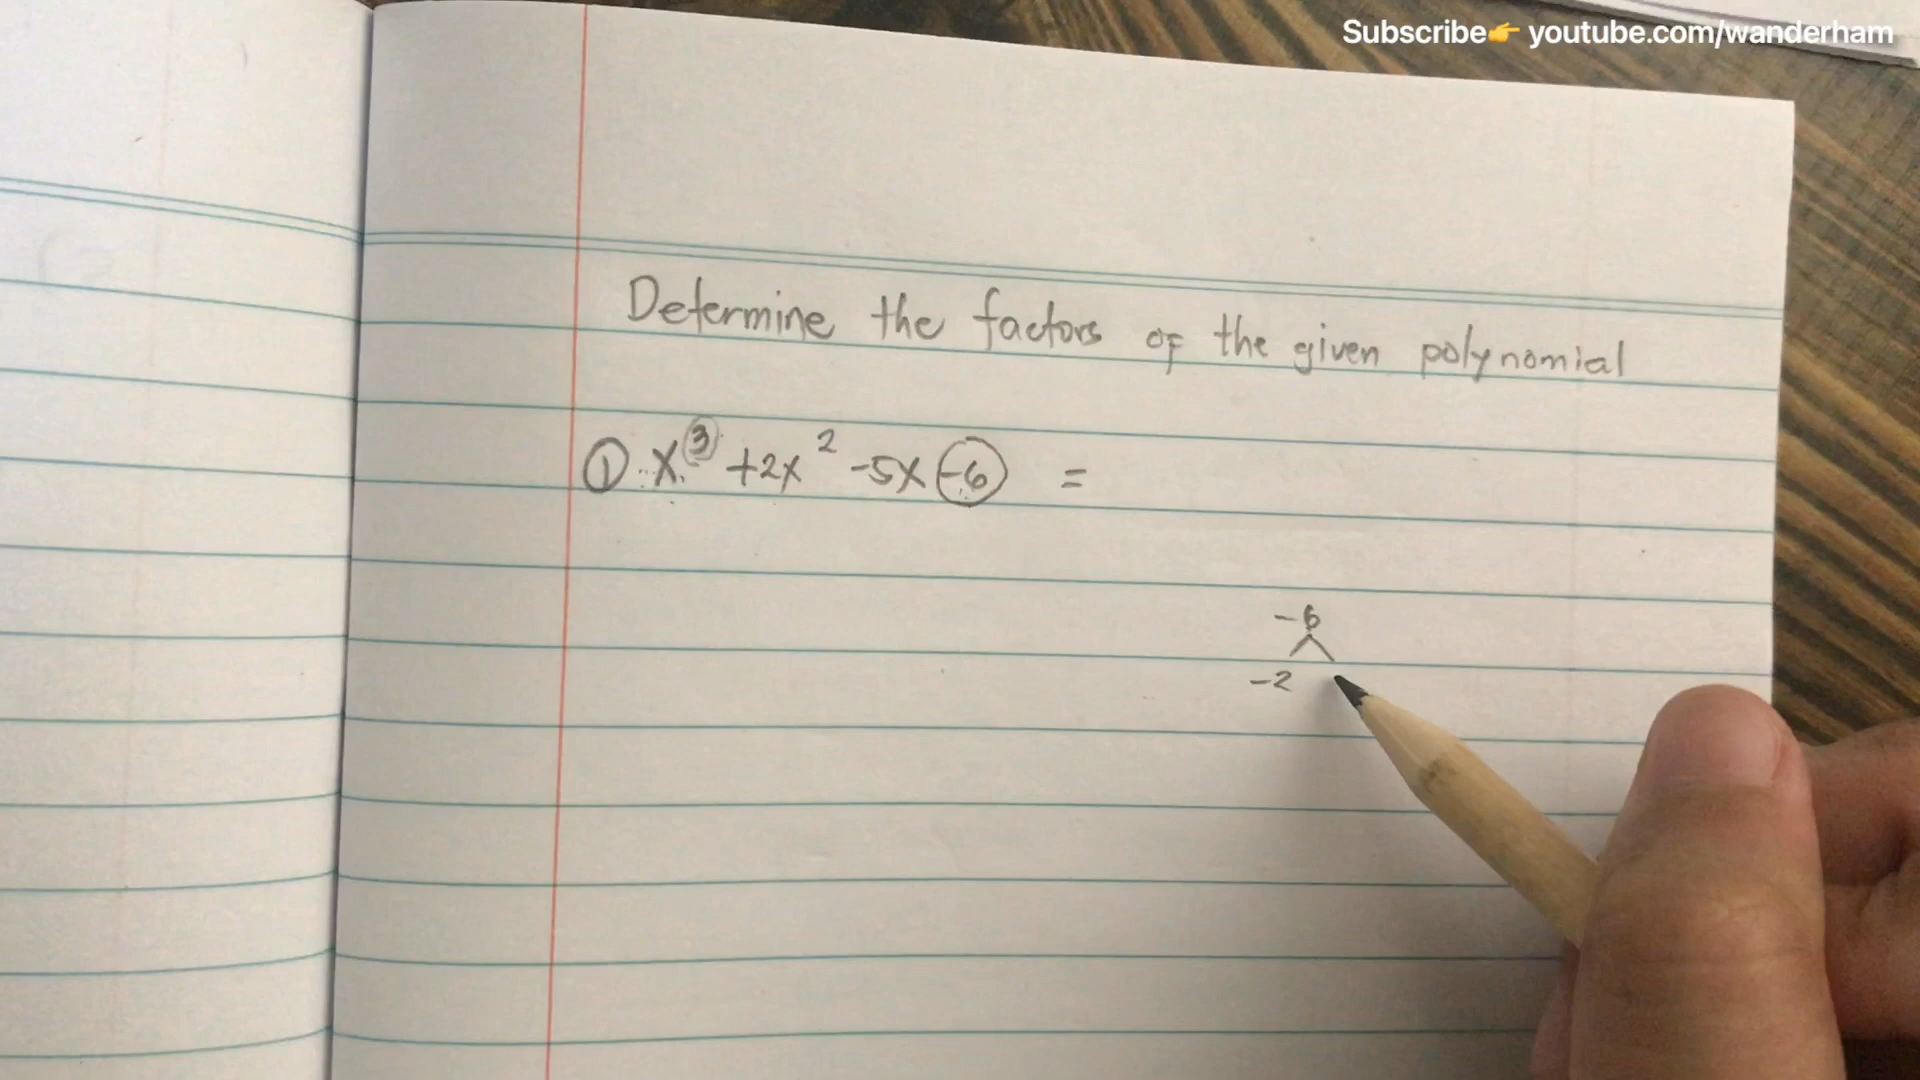 Subscribe👉 youtube.com/wanderham
Determine the factors of the given polynomial
① x³ +2x² -5x -6 =
-6
-2